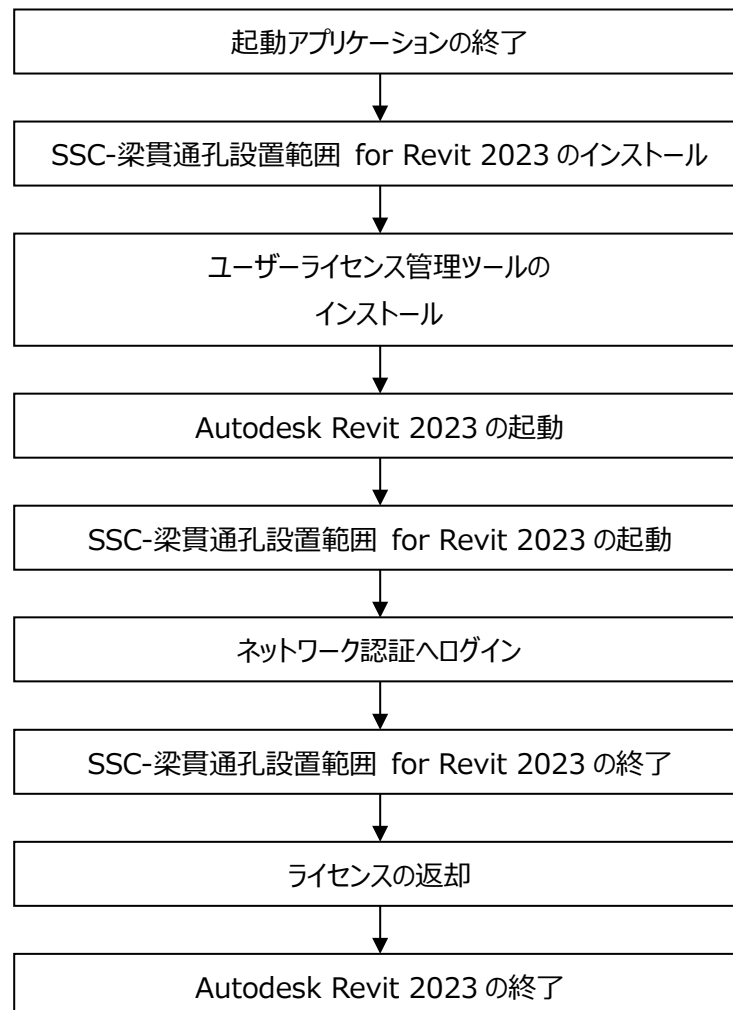 起動アプリケーションの終了
SSC-梁貫通孔設置範囲 for Revit 2023 のインストール
ユーザーライセンス管理ツールの
インストール
Autodesk Revit 2023 の起動
SSC-梁貫通孔設置範囲 for Revit 2023 の起動
ネットワーク認証へログイン
SSC-梁貫通孔設置範囲 for Revit 2023 の終了
ライセンスの返却
Autodesk Revit 2023 の終了